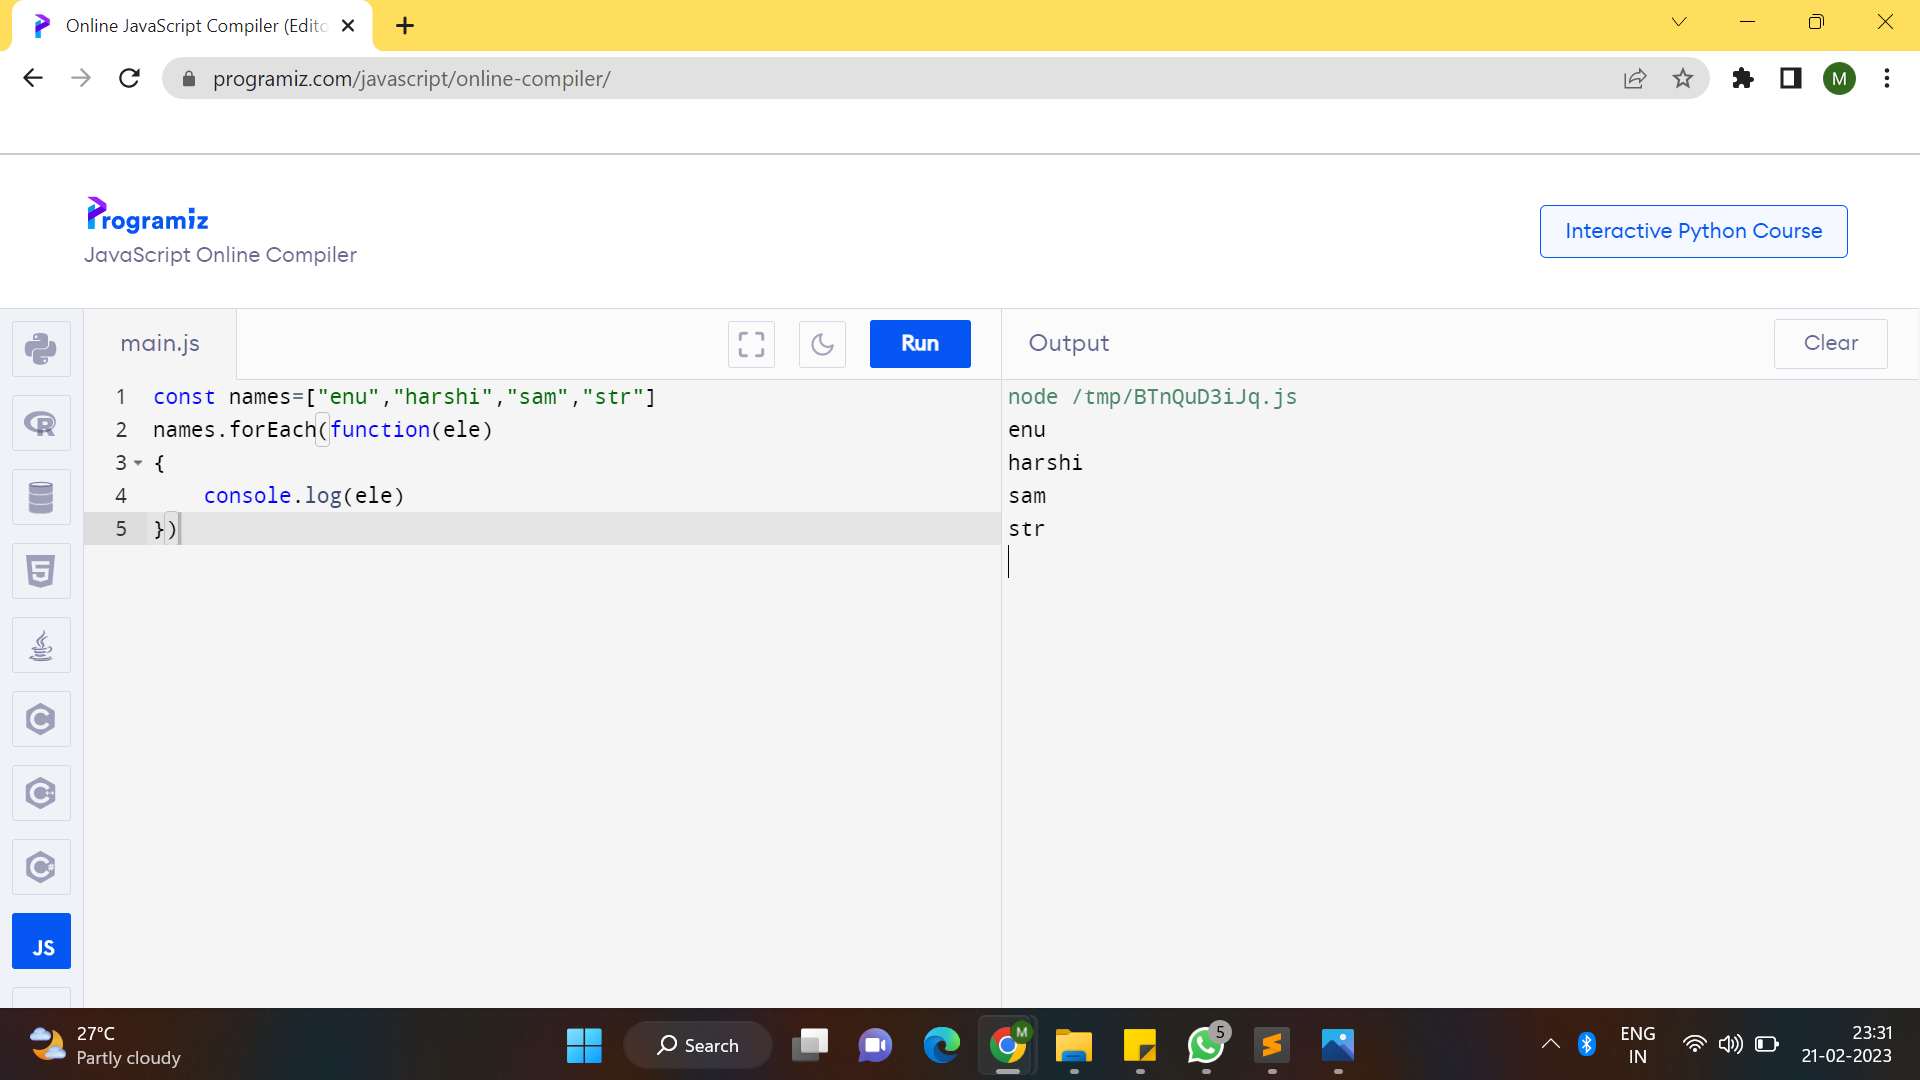 Online JavaScript Compiler (Edito
programiz.com/javascript/online-compiler/
M
Programiz
JavaScript Online Compiler
Interactive Python Course
main.js
Run
Output
Clear
1 const names=["enu","harshi","sam","str"]
2 names.forEach(function(ele)
3 {
4     console.log(ele)
5 })
node /tmp/BTnQuD3iJq.js
enu
harshi
sam
str
R
5
C
C++
C#
JS
27°C
Partly cloudy
Search
M
5
ENG
IN
23:31
21-02-2023